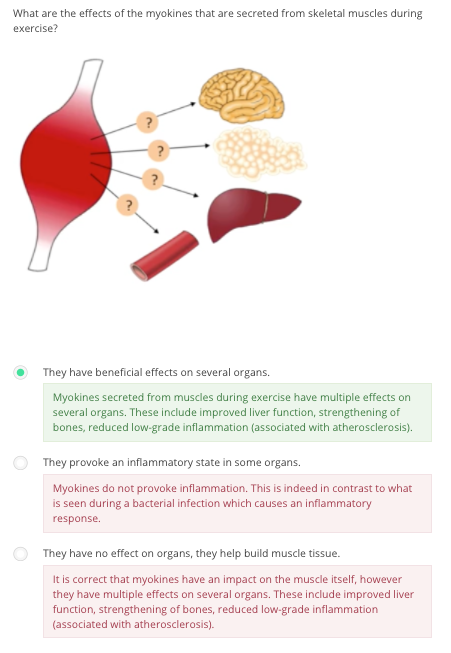 What are the effects of the myokines that are secreted from skeletal muscles during
exercise?
?
?
?
?
They have beneficial effects on several organs.
Myokines secreted from muscles during exercise have multiple effects on
several organs. These include improved liver function, strengthening of
bones, reduced low-grade inflammation (associated with atherosclerosis).
They provoke an inflammatory state in some organs.
Myokines do not provoke inflammation. This is indeed in contrast to what
is seen during a bacterial infection which causes an inflammatory
response.
They have no effect on organs, they help build muscle tissue.
It is correct that myokines have an impact on the muscle itself, however
they have multiple effects on several organs. These include improved liver
function, strengthening of bones, reduced low-grade inflammation
(associated with atherosclerosis).